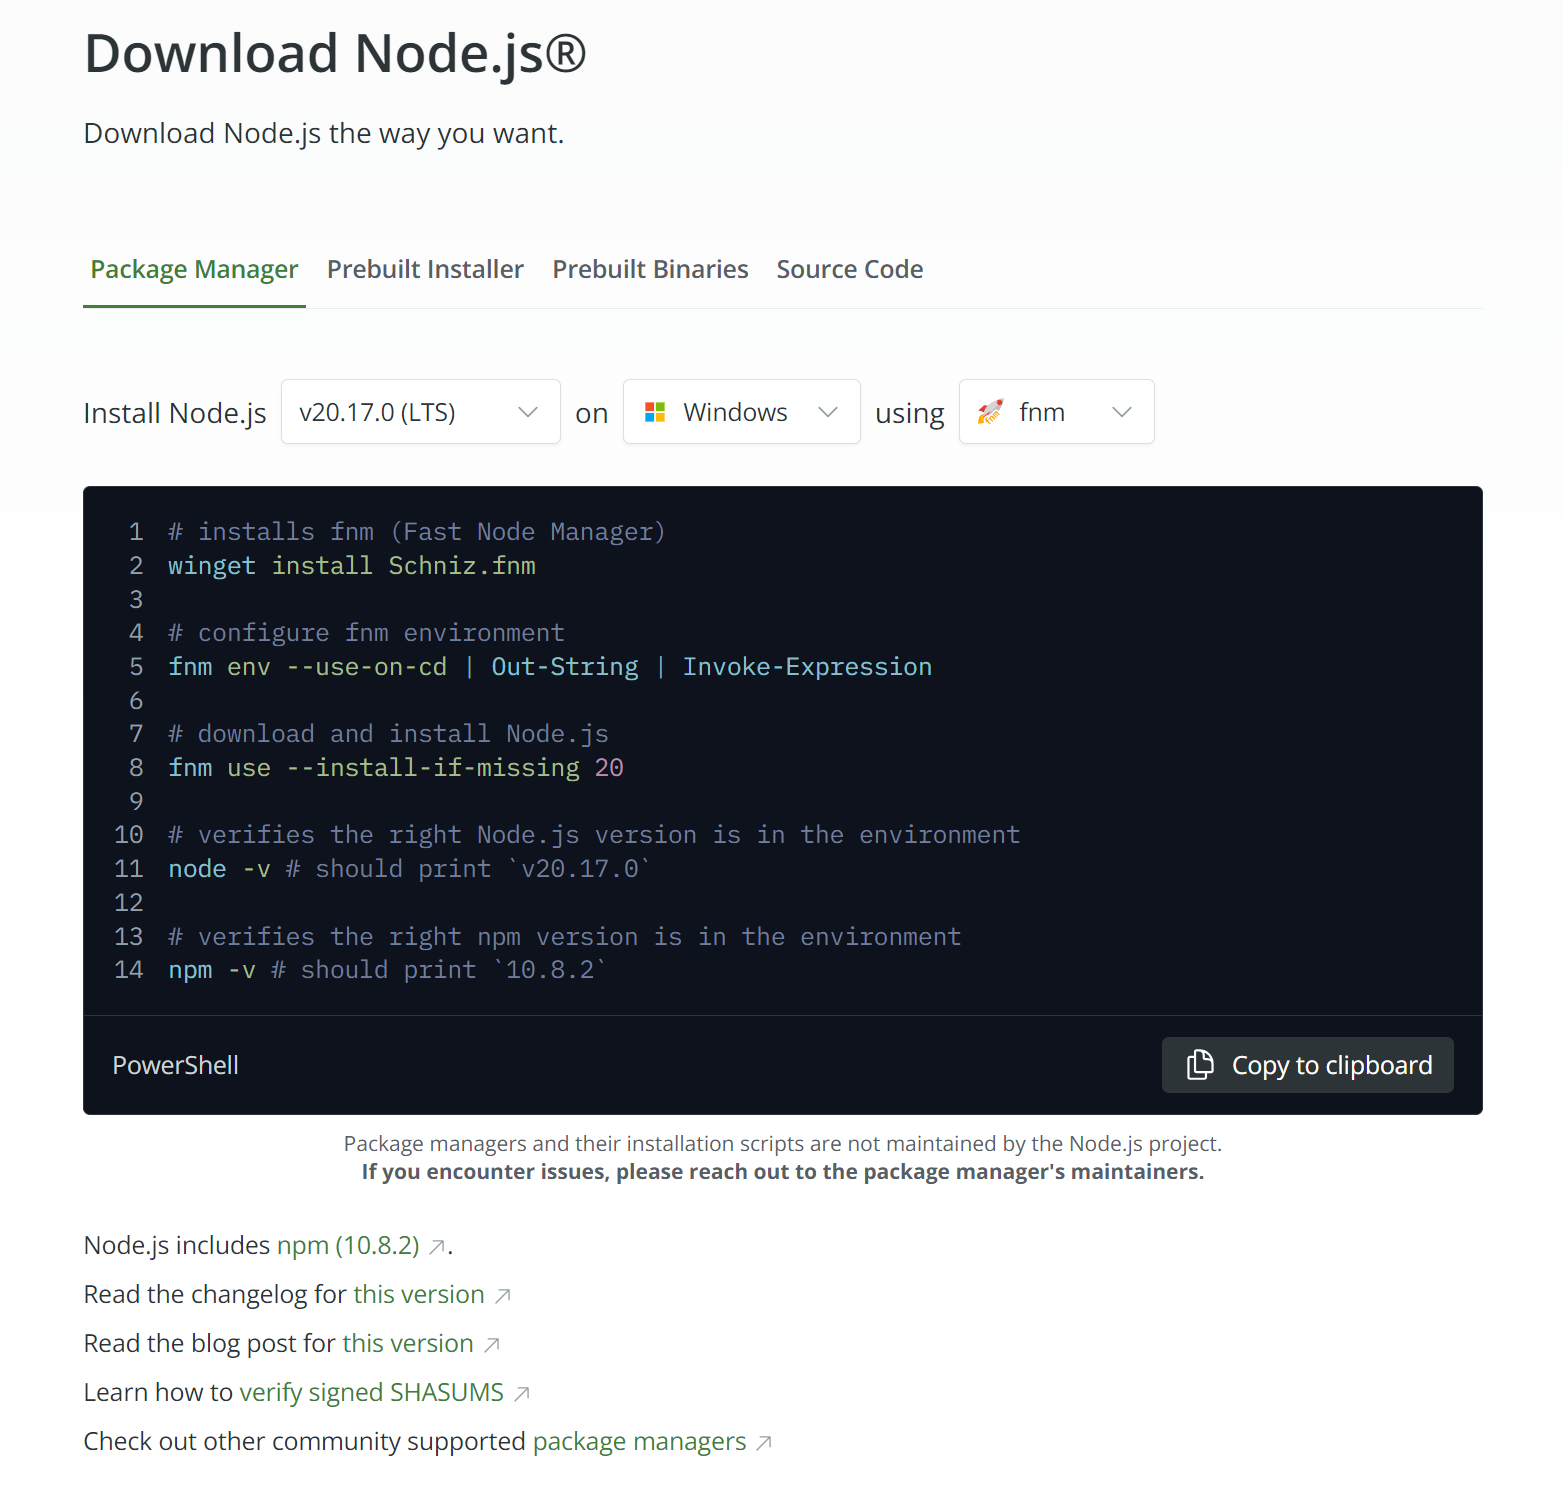 Download Node.js®
Download Node.js the way you want.
Package Manager Prebuilt Installer Prebuilt Binaries Source Code
Install Node.js v20.17.0 (LTS) on Windows using fnm
1 # installs fnm (Fast Node Manager)
2 winget install Schniz.fnm
3
4 # configure fnm environment
5 fnm env --use-on-cd | Out-String | Invoke-Expression
6
7 # download and install Node.js
8 fnm use --install-if-missing 20
9
10 # verifies the right Node.js version is in the environment
11 node -v # should print `v20.17.0`
12
13 # verifies the right npm version is in the environment
14 npm -v # should print `10.8.2`
PowerShell Copy to clipboard
Package managers and their installation scripts are not maintained by the Node.js project.
If you encounter issues, please reach out to the package manager's maintainers.
Node.js includes npm (10.8.2) ↗.
Read the changelog for this version ↗
Read the blog post for this version ↗
Learn how to verify signed SHASUMS ↗
Check out other community supported package managers ↗